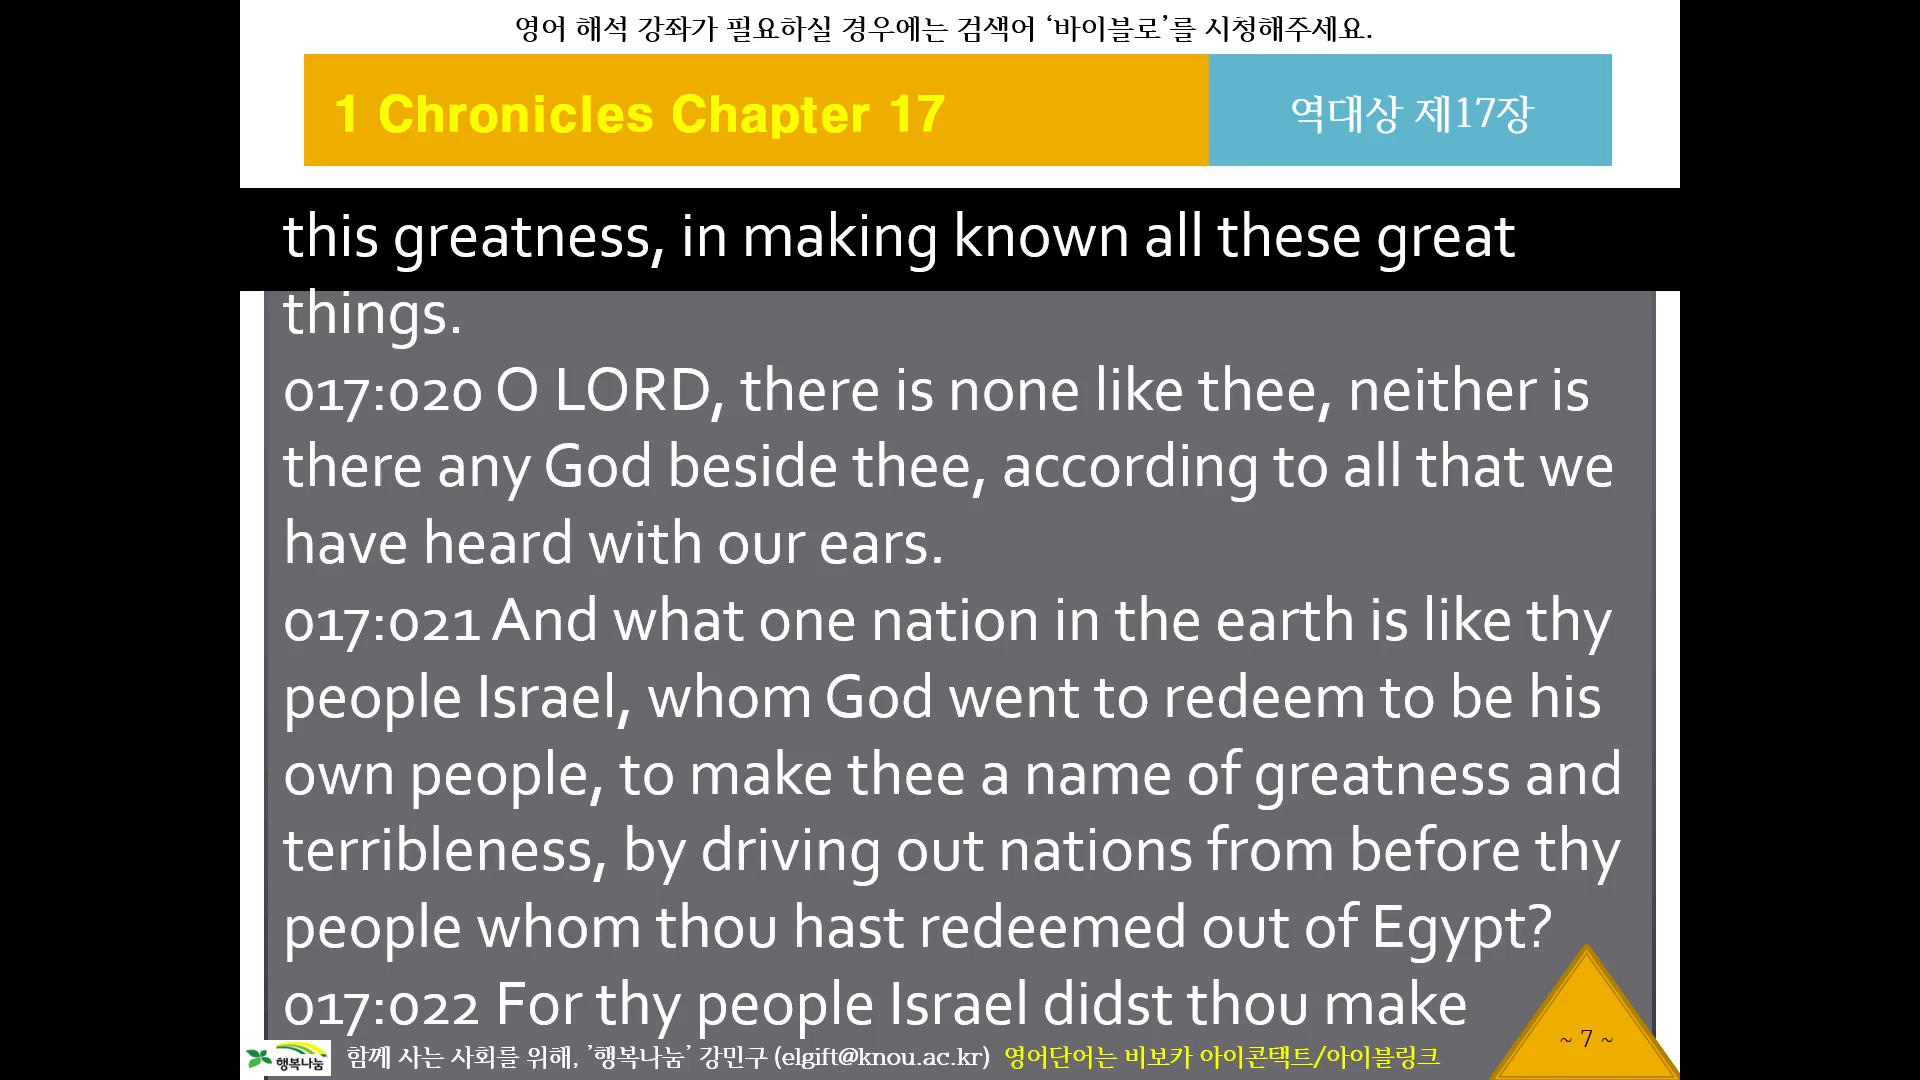 영어 해석 강좌가 필요하실 경우에는 검색어 ‘바이블로’를 시청해주세요.
1 Chronicles Chapter 17
역대상 제17장
this greatness, in making known all these great
things.
017:020 O LORD, there is none like thee, neither is
there any God beside thee, according to all that we
have heard with our ears.
017:021 And what one nation in the earth is like thy
people Israel, whom God went to redeem to be his
own people, to make thee a name of greatness and
terribleness, by driving out nations from before thy
people whom thou hast redeemed out of Egypt?
017:022 For thy people Israel didst thou make
~ 7 ~
행복나눔 함께 사는 사회를 위해, ’행복나눔’ 강민구 (elgift@knou.ac.kr) 영어단어는 비보카 아이콘택트/아이블링크